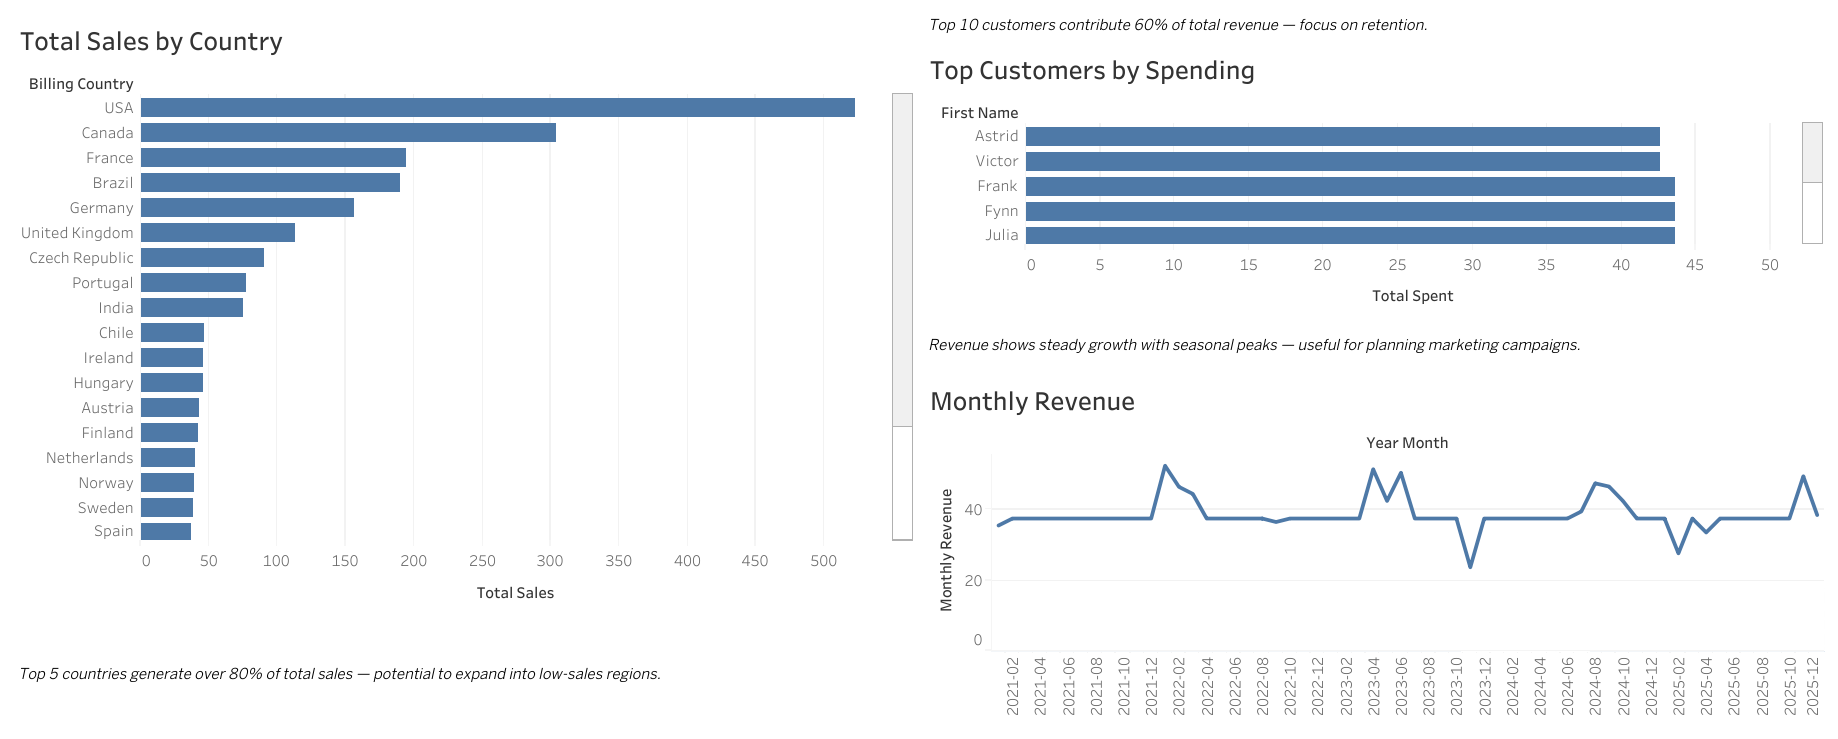 Total Sales by Country
Billing Country
USA
Canada
France
Brazil
Germany
United Kingdom
Czech Republic
Portugal
India
Chile
Ireland
Hungary
Austria
Finland
Netherlands
Norway
Sweden
Spain
0 50 100 150 200 250 300 350 400 450 500
Total Sales
Top 5 countries generate over 80% of total sales — potential to expand into low-sales regions.
Top 10 customers contribute 60% of total revenue — focus on retention.
Top Customers by Spending
First Name
Astrid
Victor
Frank
Fynn
Julia
0 5 10 15 20 25 30 35 40 45 50
Total Spent
Revenue shows steady growth with seasonal peaks — useful for planning marketing campaigns.
Monthly Revenue
Year Month
Monthly Revenue
40
20
0
2021-02 2021-04 2021-06 2021-08 2021-10 2021-12 2022-02 2022-04 2022-06 2022-08 2022-10 2022-12 2023-02 2023-04 2023-06 2023-08 2023-10 2023-12 2024-02 2024-04 2024-06 2024-08 2024-10 2024-12 2025-02 2025-04 2025-06 2025-08 2025-10 2025-12